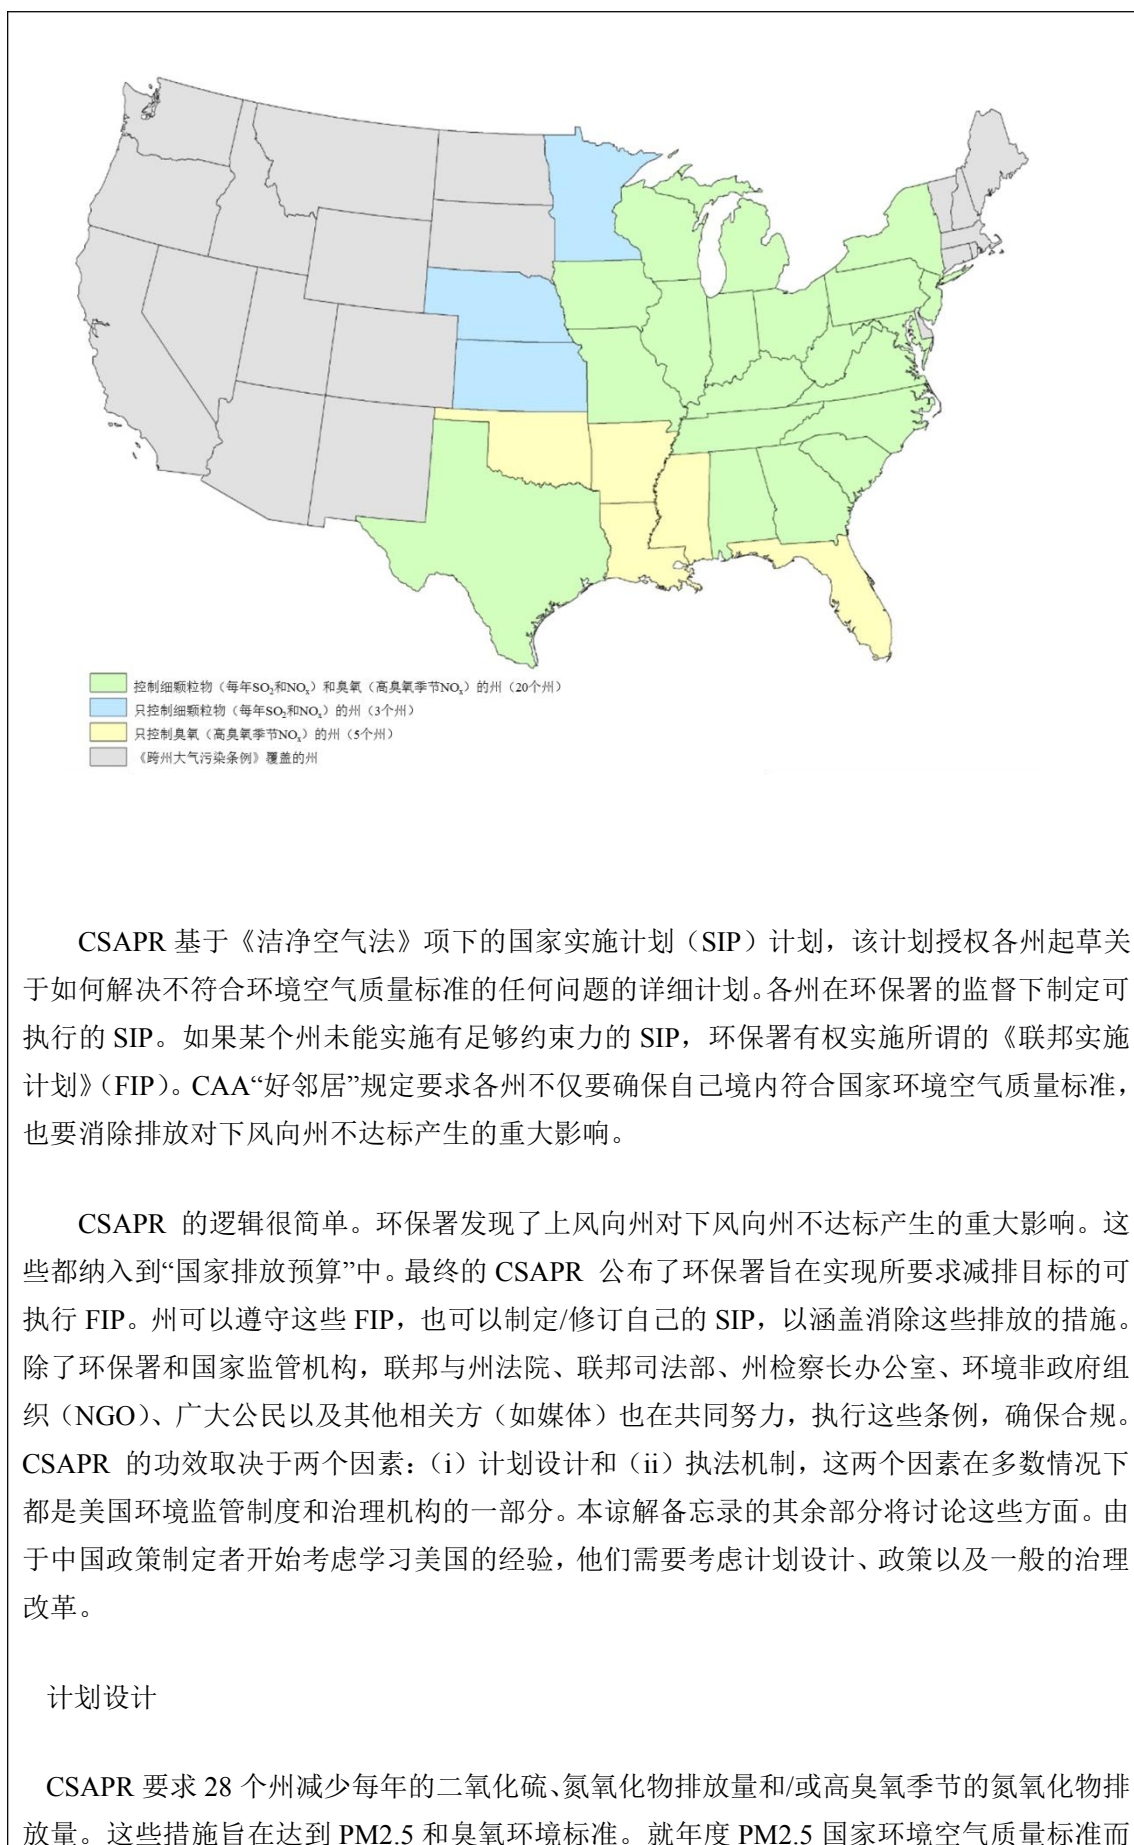 控制细颗粒物（每年SO₂和NOₓ）和臭氧（高臭氧季节NOₓ）的州（20个州）
只控制细颗粒物（每年SO₂和NOₓ）的州（3个州）
只控制臭氧（高臭氧季节NOₓ）的州（5个州）
《跨州大气污染条例》覆盖的州
CSAPR 基于《洁净空气法》项下的国家实施计划（SIP）计划，该计划授权各州起草关
于如何解决不符合环境空气质量标准的任何问题的详细计划。各州在环保署的监督下制定可
执行的 SIP。如果某个州未能实施有足够约束力的 SIP，环保署有权实施所谓的《联邦实施
计划》（FIP）。CAA“好邻居”规定要求各州不仅要确保自己境内符合国家环境空气质量标准，
也要消除排放对下风向州不达标产生的重大影响。
CSAPR 的逻辑很简单。环保署发现了上风向州对下风向州不达标产生的重大影响。这
些都纳入到“国家排放预算”中。最终的 CSAPR 公布了环保署旨在实现所要求减排目标的可
执行 FIP。州可以遵守这些 FIP，也可以制定/修订自己的 SIP，以涵盖消除这些排放的措施。
除了环保署和国家监管机构，联邦与州法院、联邦司法部、州检察长办公室、环境非政府组
织（NGO）、广大公民以及其他相关方（如媒体）也在共同努力，执行这些条例，确保合规。
CSAPR 的功效取决于两个因素：（i）计划设计和（ii）执法机制，这两个因素在多数情况下
都是美国环境监管制度和治理机构的一部分。本谅解备忘录的其余部分将讨论这些方面。由
于中国政策制定者开始考虑学习美国的经验，他们需要考虑计划设计、政策以及一般的治理
改革。
计划设计
CSAPR 要求 28 个州减少每年的二氧化硫、氮氧化物排放量和/或高臭氧季节的氮氧化物排
放量。这些措施旨在达到 PM2.5 和臭氧环境标准。就年度 PM2.5 国家环境空气质量标准而